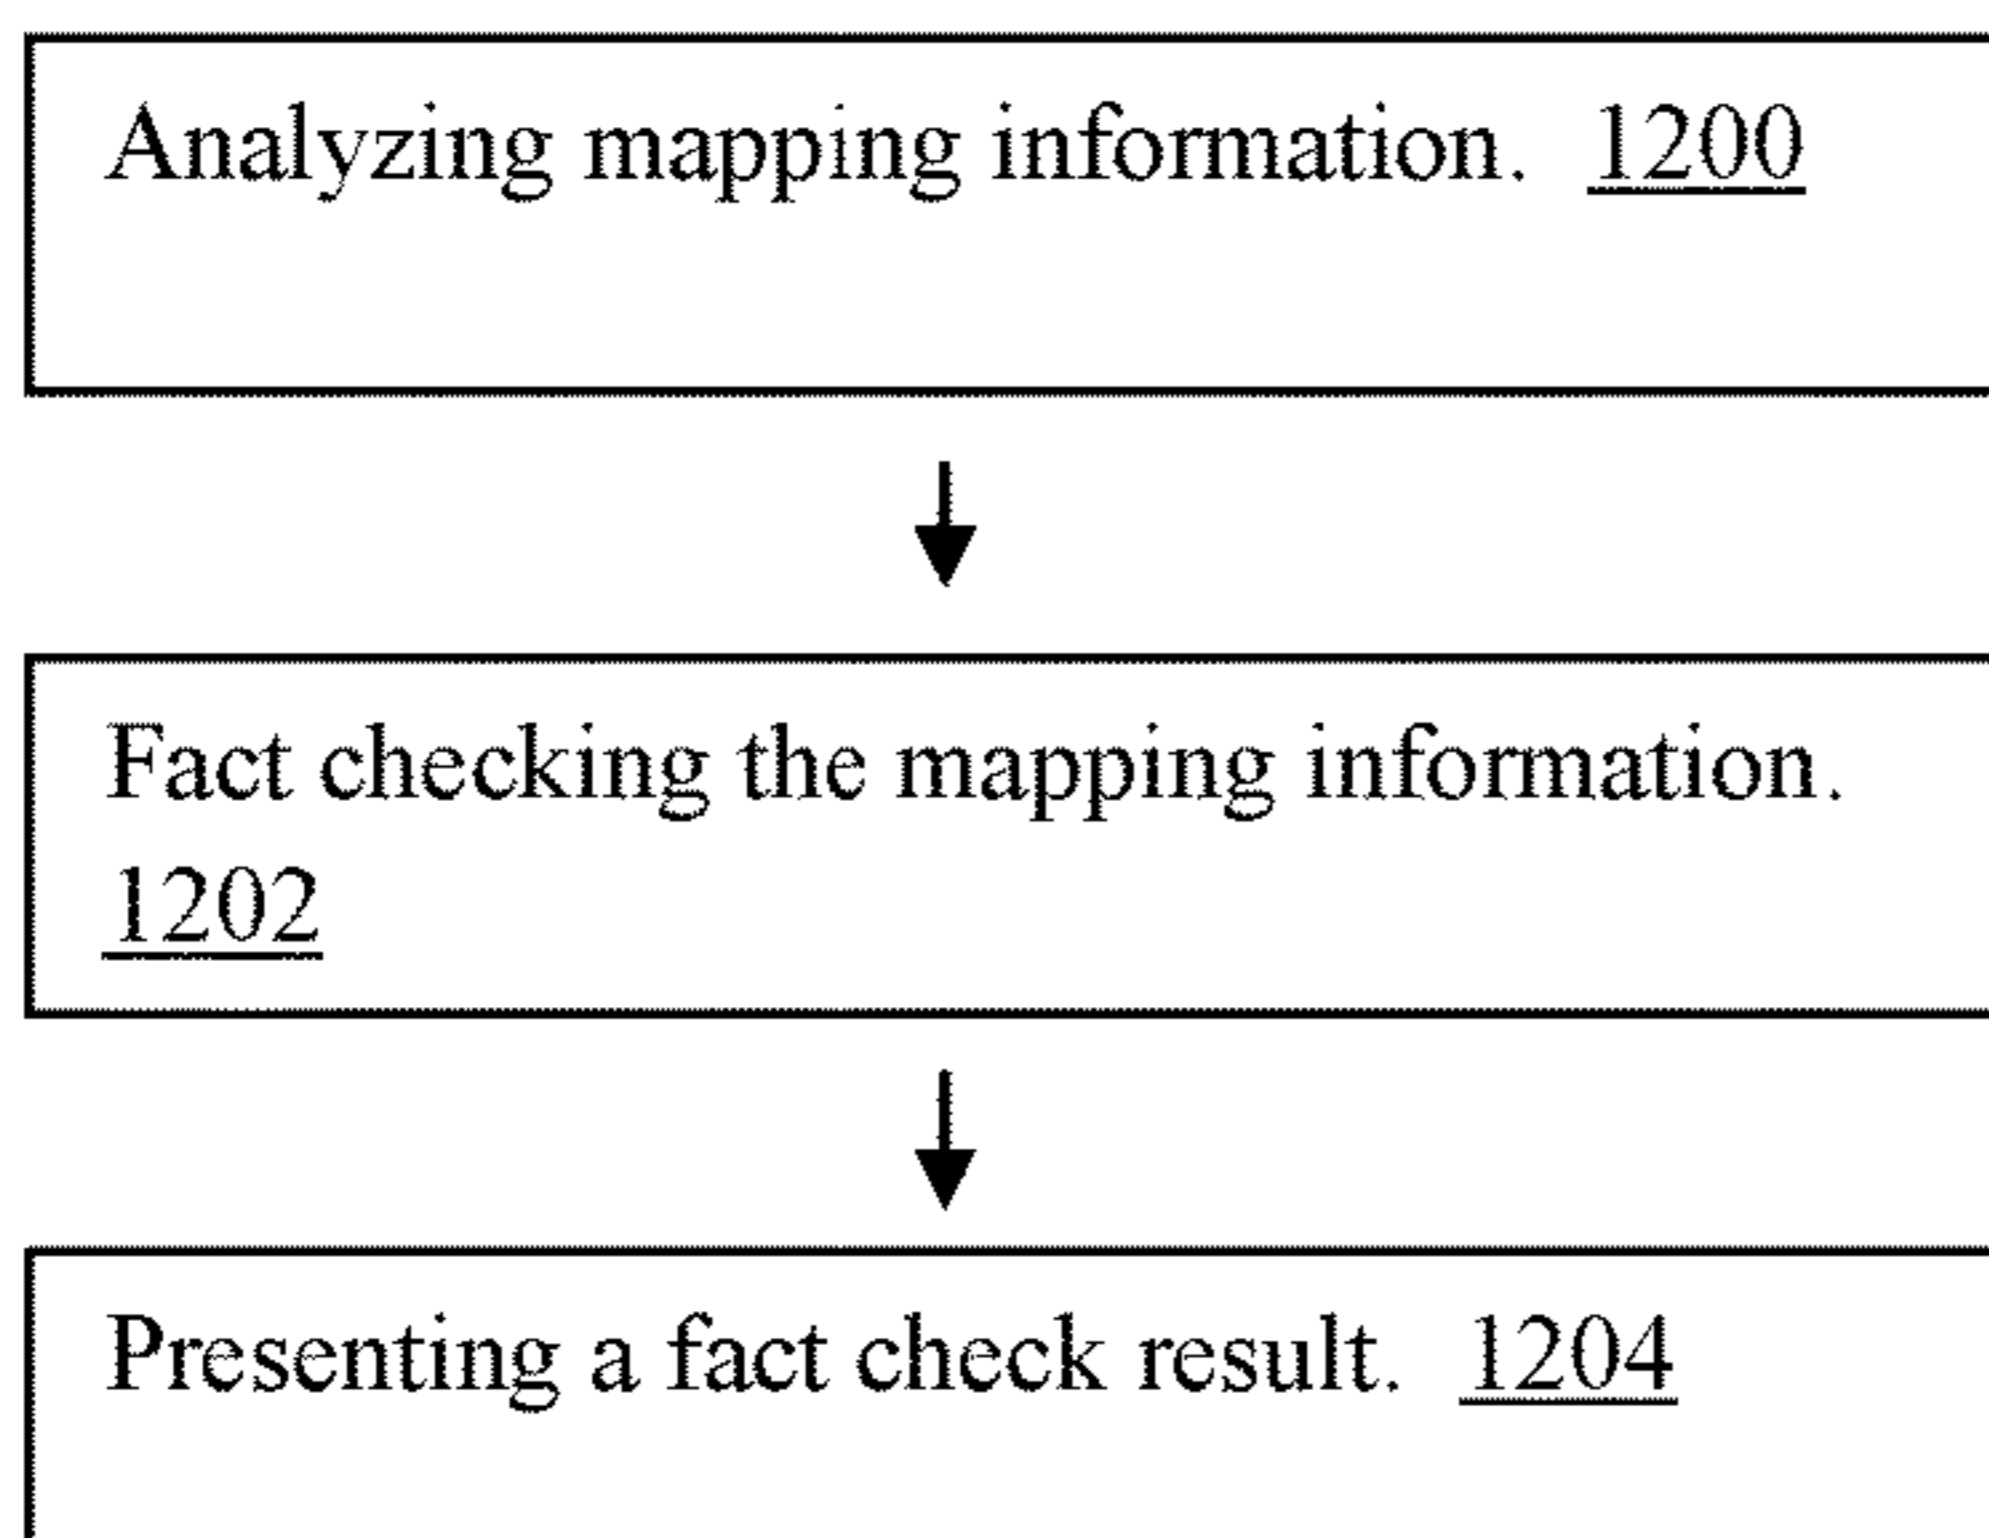 Analyzing mapping information. 1200
Fact checking the mapping information.
1202
Presenting a fact check result. 1204